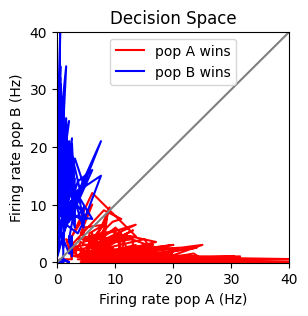 Decision Space
pop A wins
pop B wins
Firing rate pop B (Hz)
40
30
20
10
0
0 10 20 30 40
Firing rate pop A (Hz)